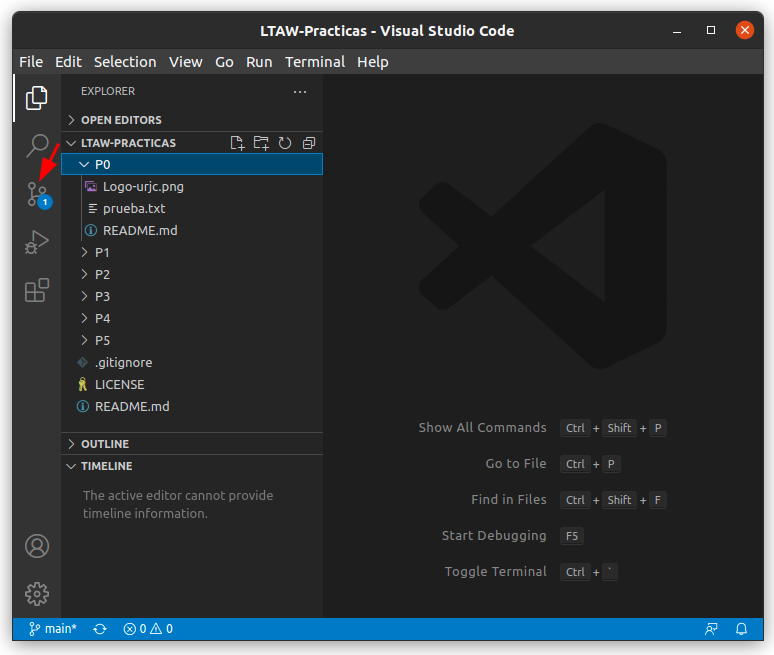 LTAW-Practicas - Visual Studio Code
File Edit Selection View Go Run Terminal Help
EXPLORER
OPEN EDITORS
LTAW-PRACTICAS
P0
Logo-urjc.png
prueba.txt
README.md
P1
P2
P3
P4
P5
.gitignore
LICENSE
README.md
OUTLINE
TIMELINE
The active editor cannot provide
timeline information.
1
Show All Commands Ctrl + Shift + P
Go to File Ctrl + P
Find in Files Ctrl + Shift + F
Start Debugging F5
Toggle Terminal Ctrl + `
main* 0 0